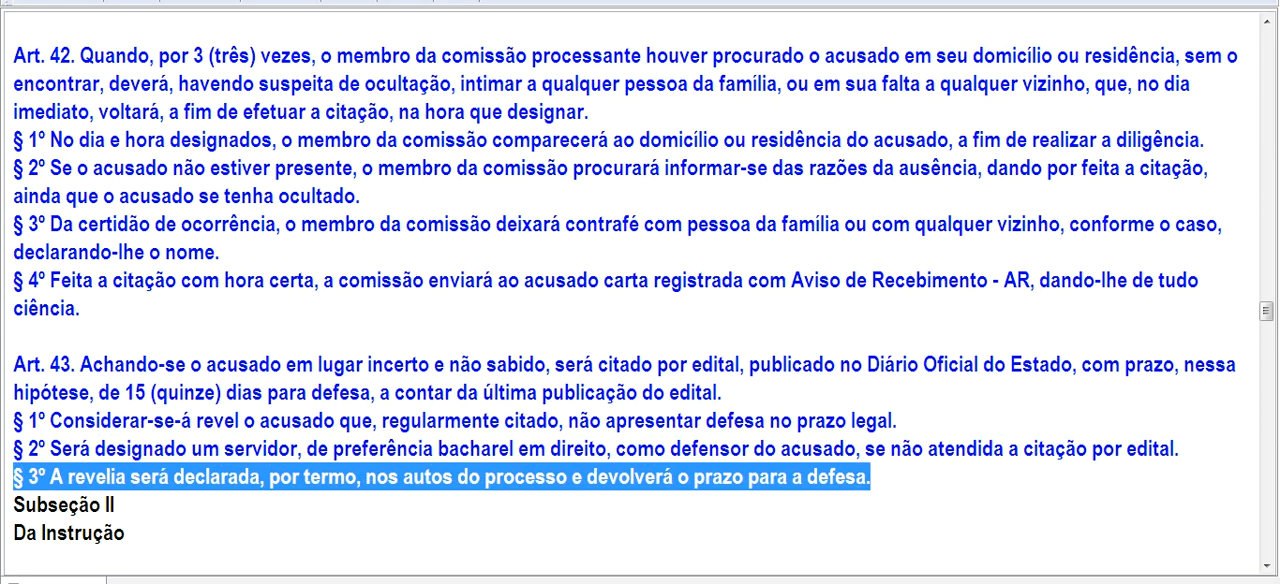 Art. 42. Quando, por 3 (três) vezes, o membro da comissão processante houver procurado o acusado em seu domicílio ou residência, sem o
encontrar, deverá, havendo suspeita de ocultação, intimar a qualquer pessoa da família, ou em sua falta a qualquer vizinho, que, no dia
imediato, voltará, a fim de efetuar a citação, na hora que designar.
§ 1º No dia e hora designados, o membro da comissão comparecerá ao domicílio ou residência do acusado, a fim de realizar a diligência.
§ 2º Se o acusado não estiver presente, o membro da comissão procurará informar-se das razões da ausência, dando por feita a citação,
ainda que o acusado se tenha ocultado.
§ 3º Da certidão de ocorrência, o membro da comissão deixará contrafé com pessoa da família ou com qualquer vizinho, conforme o caso,
declarando-lhe o nome.
§ 4º Feita a citação com hora certa, a comissão enviará ao acusado carta registrada com Aviso de Recebimento - AR, dando-lhe de tudo
ciência.
Art. 43. Achando-se o acusado em lugar incerto e não sabido, será citado por edital, publicado no Diário Oficial do Estado, com prazo, nessa
hipótese, de 15 (quinze) dias para defesa, a contar da última publicação do edital.
§ 1º Considerar-se-á revel o acusado que, regularmente citado, não apresentar defesa no prazo legal.
§ 2º Será designado um servidor, de preferência bacharel em direito, como defensor do acusado, se não atendida a citação por edital.
§ 3º A revelia será declarada, por termo, nos autos do processo e devolverá o prazo para a defesa.
Subseção II
Da Instrução